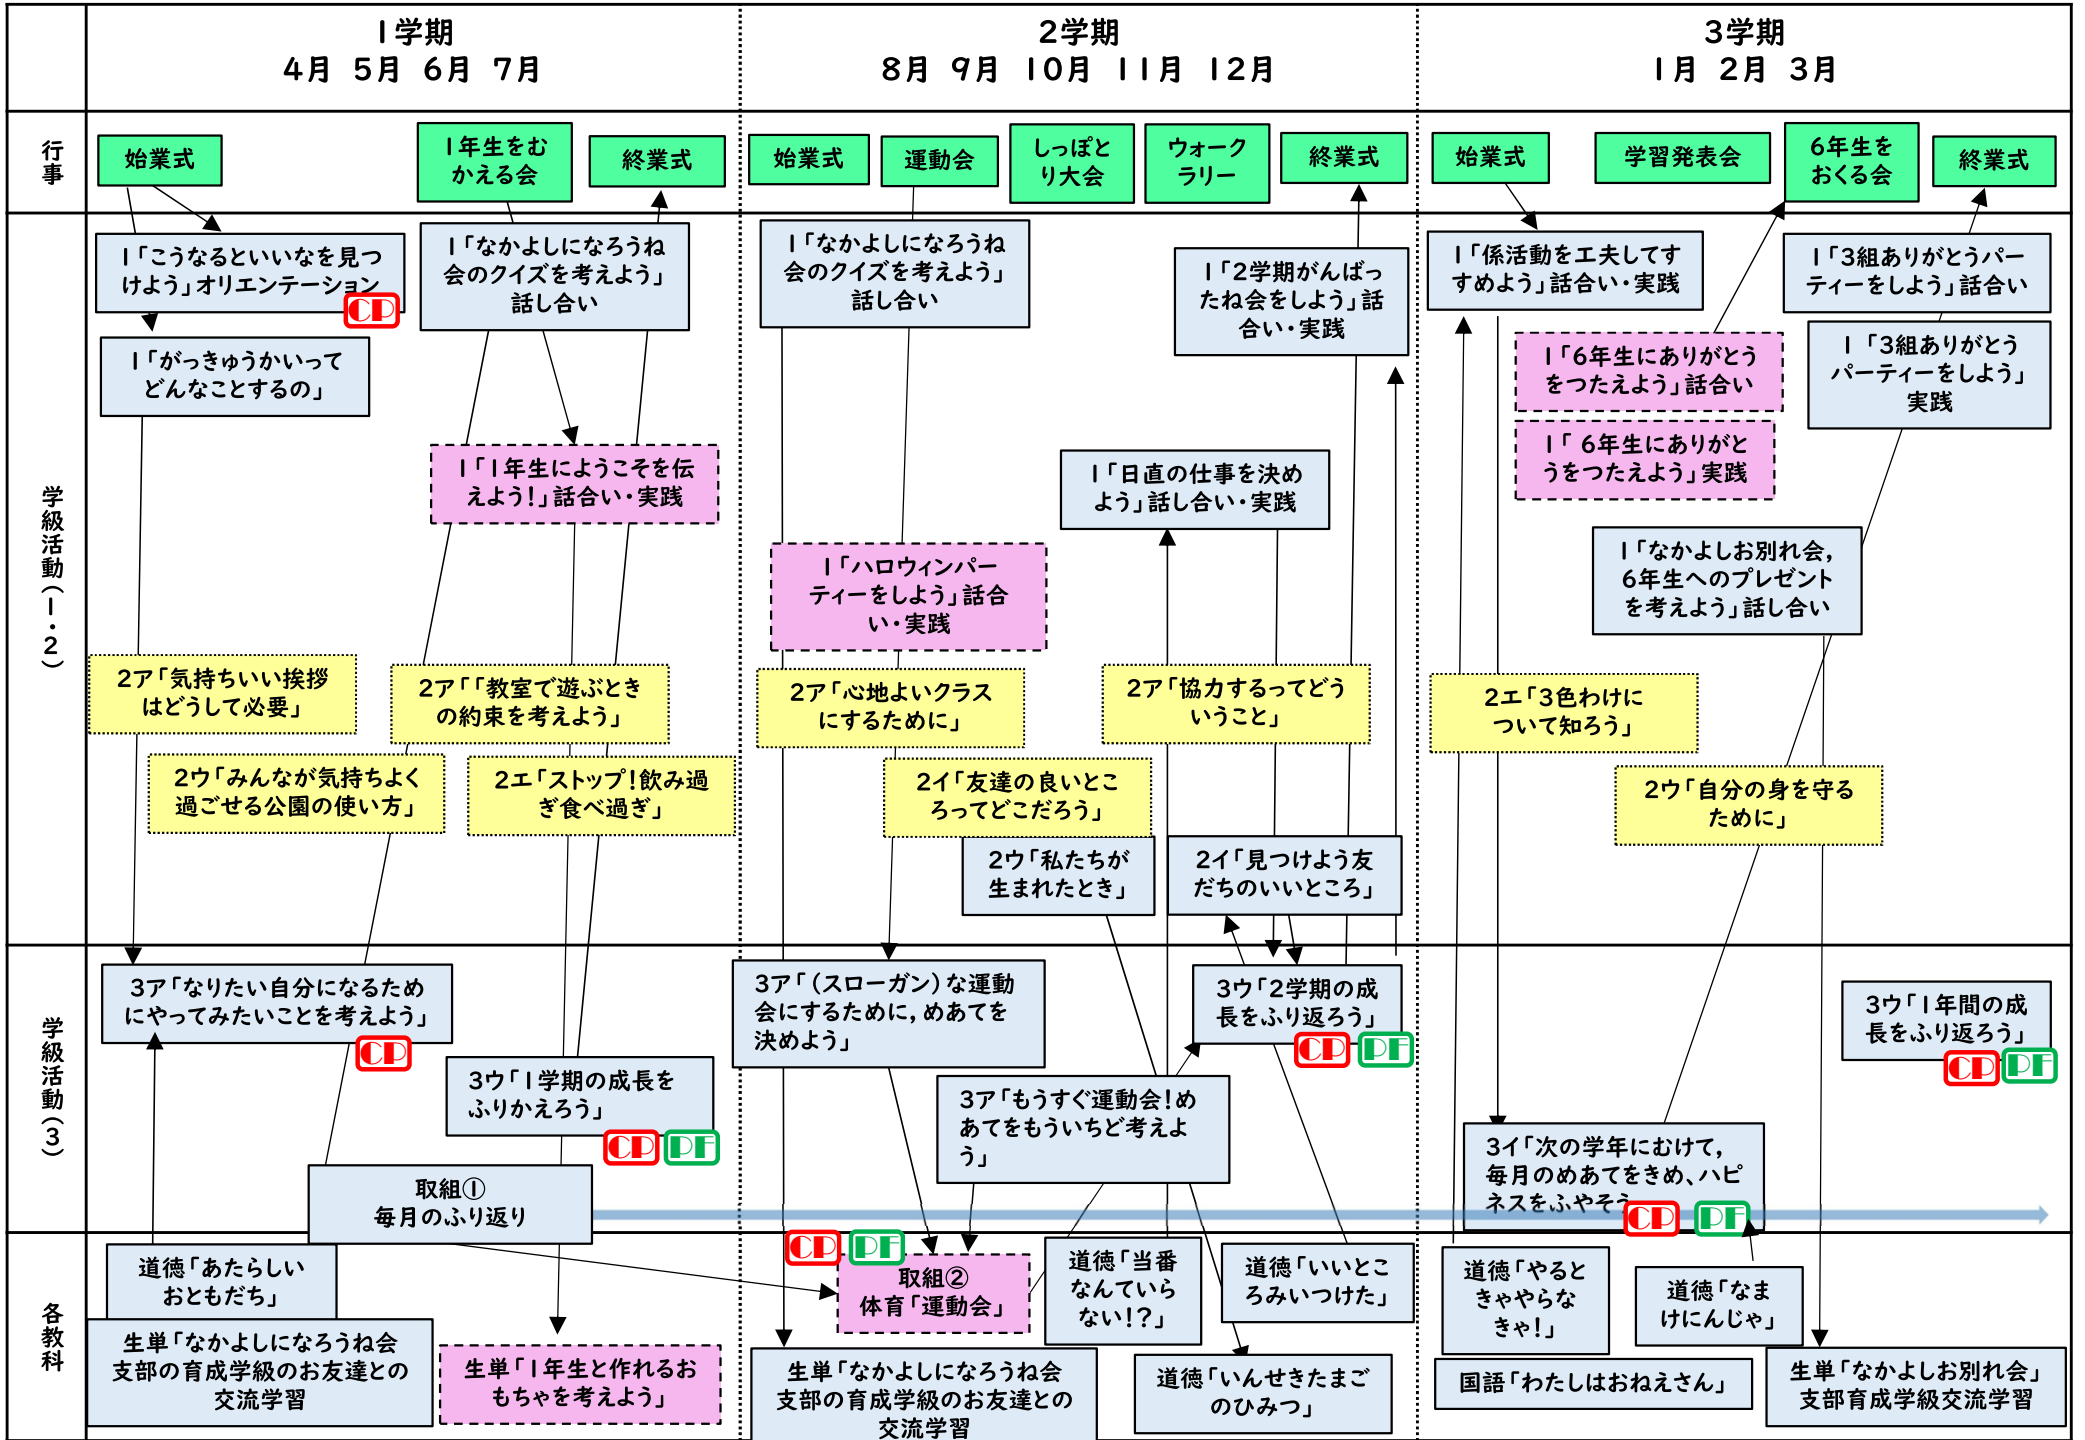 1学期
4月 5月 6月 7月
2学期
8月 9月 10月 11月 12月
3学期
1月 2月 3月
行事
始業式
1年生をむ
かえる会
終業式
始業式
運動会
しっぽと
り大会
ウォーク
ラリー
終業式
始業式
学習発表会
6年生を
おくる会
終業式
学級活動(1・2)
1「こうなるといいなを見つ
けよう」オリエンテーション
CP
1「がっきゅうかいって
どんなことするの」
1「なかよしになろうね
会のクイズを考えよう」
話し合い
1「1年生にようこそを伝
えよう!」話合い・実践
2ア「気持ちいい挨拶
はどうして必要」
2ア「「教室で遊ぶとき
の約束を考えよう」
2ウ「みんなが気持ちよく
過ごせる公園の使い方」
2エ「ストップ!飲み過
ぎ食べ過ぎ」
1「なかよしになろうね
会のクイズを考えよう」
話し合い
1「2学期がんばっ
たね会をしよう」話
合い・実践
1「日直の仕事を決め
よう」話し合い・実践
1「ハロウィンパー
ティーをしよう」話合
い・実践
2ア「心地よいクラス
にするために」
2ア「協力するってどう
いうこと」
2イ「友達の良いとこ
ろってどこだろう」
2ウ「私たちが
生まれたとき」
2イ「見つけよう友
だちのいいところ」
1「係活動を工夫してす
すめよう」話合い・実践
1「3組ありがとうパー
ティーをしよう」話合い
1「6年生にありがとう
をつたえよう」話合い
1 「3組ありがとう
パーティーをしよう」
実践
1「 6年生にありがと
うをつたえよう」実践
1「なかよしお別れ会,
6年生へのプレゼント
を考えよう」話し合い
2エ「3色わけに
ついて知ろう」
2ウ「自分の身を守る
ために」
学級活動(3)
3ア「なりたい自分になるため
にやってみたいことを考えよう」
CP
3ウ「1学期の成長を
ふりかえろう」
CP PF
取組①
毎月のふり返り
3ア「(スローガン)な運動
会にするために,めあてを
決めよう」
3ウ「2学期の成
長をふり返ろう」
CP PF
3ア「もうすぐ運動会!め
あてをもういちど考えよ
う」
3ウ「1年間の成
長をふり返ろう」
CP PF
3イ「次の学年にむけて,
毎月のめあてをきめ、ハピ
ネスをふやそう
CP PF
各教科
道徳「あたらしい
おともだち」
生単「なかよしになろうね会
支部の育成学級のお友達との
交流学習
生単「1年生と作れるお
もちゃを考えよう」
CP PF
取組②
体育「運動会」
道徳「当番
なんていら
ない!?」
道徳「いいとこ
ろみいつけた」
生単「なかよしになろうね会
支部の育成学級のお友達との
交流学習
道徳「いんせきたまご
のひみつ」
道徳「やると
きゃやらな
きゃ!」
道徳「なま
けにんじゃ」
国語「わたしはおねえさん」
生単「なかよしお別れ会」
支部育成学級交流学習